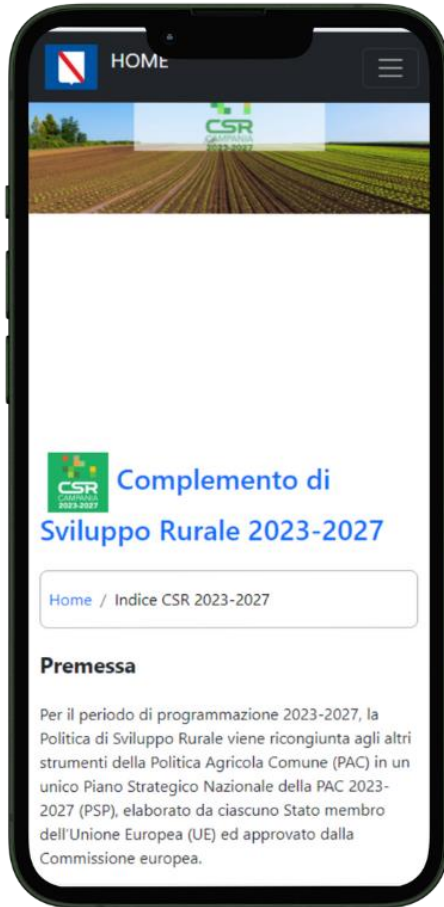 HOME
CSR
CAMPANIA
2023-2027
CSR
CAMPANIA
2023-2027
Complemento di
Sviluppo Rurale 2023-2027
Home / Indice CSR 2023-2027
Premessa
Per il periodo di programmazione 2023-2027, la
Politica di Sviluppo Rurale viene ricongiunta agli altri
strumenti della Politica Agricola Comune (PAC) in un
unico Piano Strategico Nazionale della PAC 2023-
2027 (PSP), elaborato da ciascuno Stato membro
dell'Unione Europea (UE) ed approvato dalla
Commissione europea.